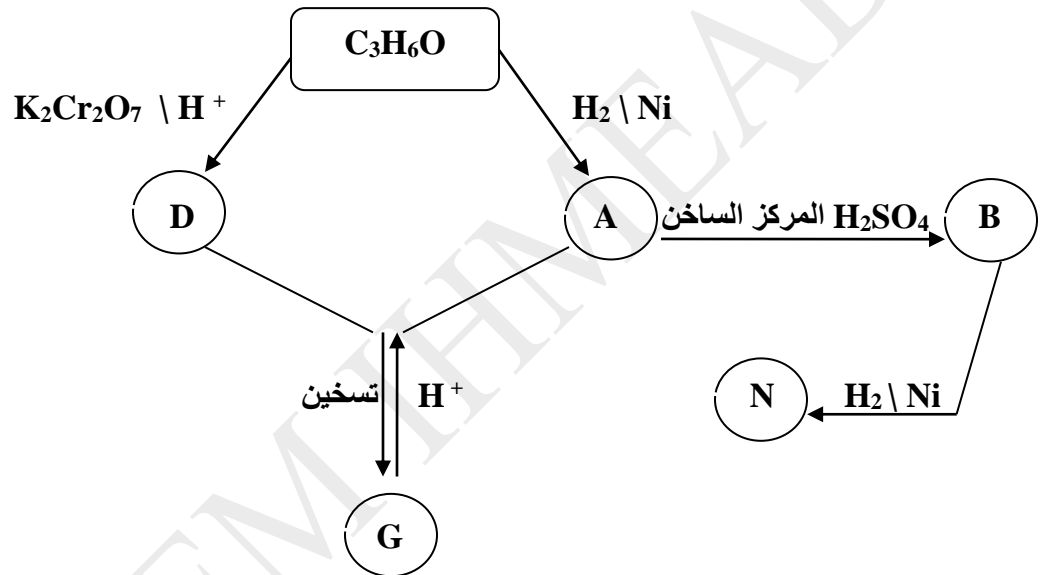 C₃H₆O
K₂Cr₂O₇ \ H ⁺
H₂ \ Ni
D
A
H₂SO₄ المركز الساخن
B
تسخين
H ⁺
N
H₂ \ Ni
G